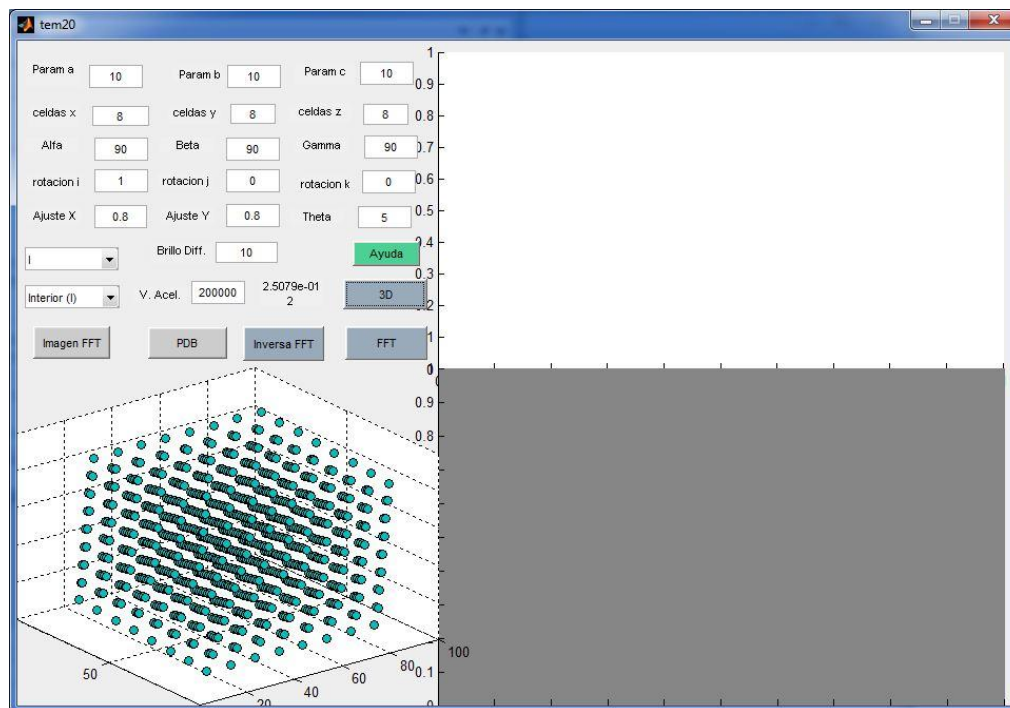 tem20
Param a 10 Param b 10 Param c 10
celdas x 8 celdas y 8 celdas z 8
Alfa 90 Beta 90 Gamma 90
rotacion i 1 rotacion j 0 rotacion k 0
Ajuste X 0.8 Ajuste Y 0.8 Theta 5
I Brillo Diff. 10 Ayuda
Interior (I) V. Acel. 200000 2.5079e-01 3D
2
Imagen FFT PDB Inversa FFT FFT
1
0.9
0.8
0.7
0.6
0.5
0.4
0.3
0.2
0.9
0.8
0.1
0
50
20 40 60 80 100